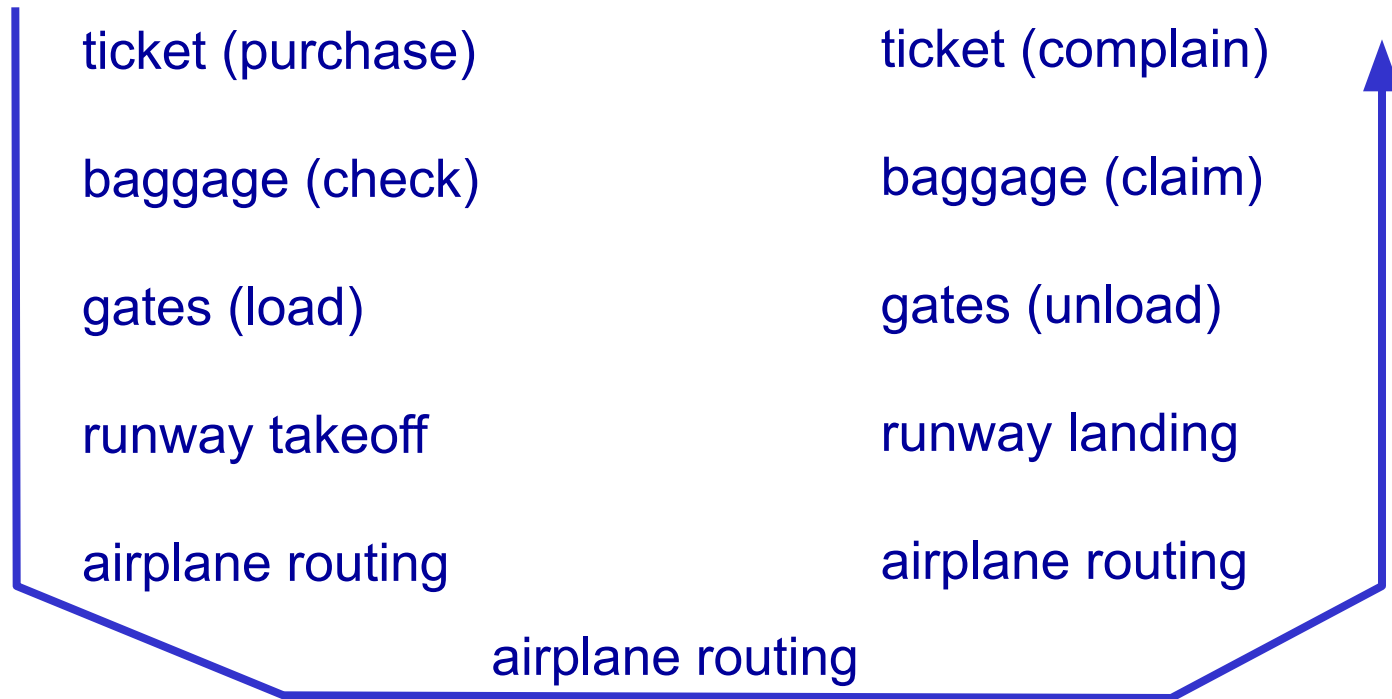 ticket (purchase)
baggage (check)
gates (load)
runway takeoff
airplane routing
ticket (complain)
baggage (claim)
gates (unload)
runway landing
airplane routing
airplane routing